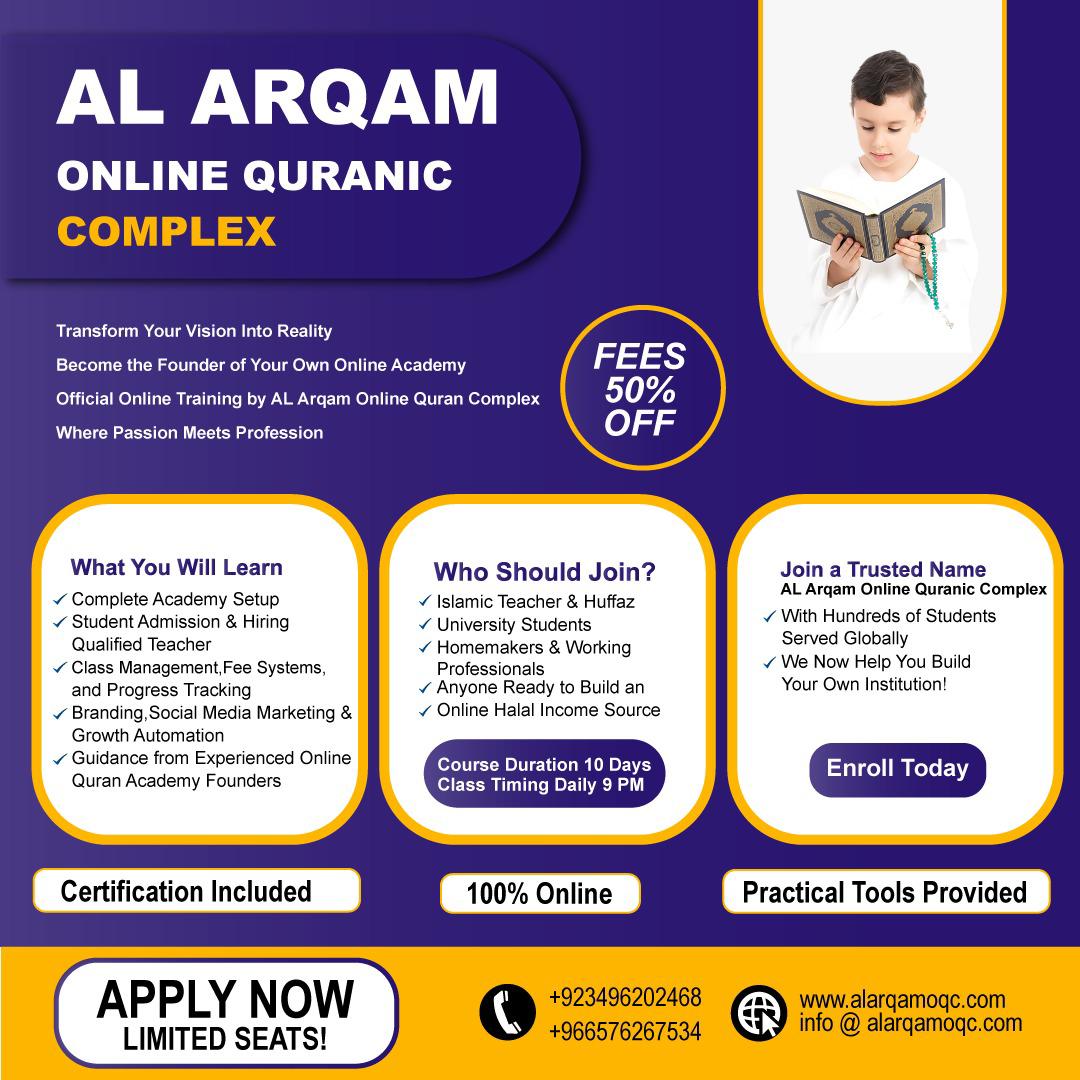 AL ARQAM
ONLINE QURANIC
COMPLEX
Transform Your Vision Into Reality
Become the Founder of Your Own Online Academy
Official Online Training by AL Arqam Online Quran Complex
Where Passion Meets Profession
FEES
50%
OFF
What You Will Learn
Complete Academy Setup
Student Admission & Hiring
Qualified Teacher
Class Management,Fee Systems,
and Progress Tracking
Branding,Social Media Marketing &
Growth Automation
Guidance from Experienced Online
Quran Academy Founders
Who Should Join?
Islamic Teacher & Huffaz
University Students
Homemakers & Working
Professionals
Anyone Ready to Build an
Online Halal Income Source
Course Duration 10 Days
Class Timing Daily 9 PM
Join a Trusted Name
AL Arqam Online Quranic Complex
With Hundreds of Students
Served Globally
We Now Help You Build
Your Own Institution!
Enroll Today
Certification Included
100% Online
Practical Tools Provided
APPLY NOW
LIMITED SEATS!
+923496202468
+966576267534
www.alarqamoqc.com
info @ alarqamoqc.com